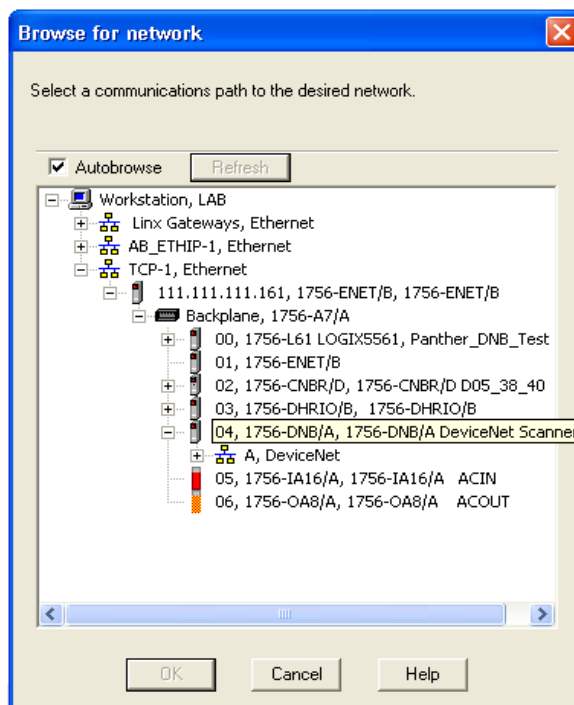 Browse for network
Select a communications path to the desired network.
Autobrowse Refresh
Workstation, LAB
Linx Gateways, Ethernet
AB_ETHIP-1, Ethernet
TCP-1, Ethernet
111.111.111.161, 1756-ENET/B, 1756-ENET/B
Backplane, 1756-A7/A
00, 1756-L61 LOGIX5561, Panther_DNB_Test
01, 1756-ENET/B
02, 1756-CNBR/D, 1756-CNBR/D D05_38_40
03, 1756-DHRIO/B, 1756-DHRIO/B
04, 1756-DNB/A, 1756-DNB/A DeviceNet Scanner
A, DeviceNet
05, 1756-IA16/A, 1756-IA16/A ACIN
06, 1756-OA8/A, 1756-OA8/A ACOUT
OK Cancel Help